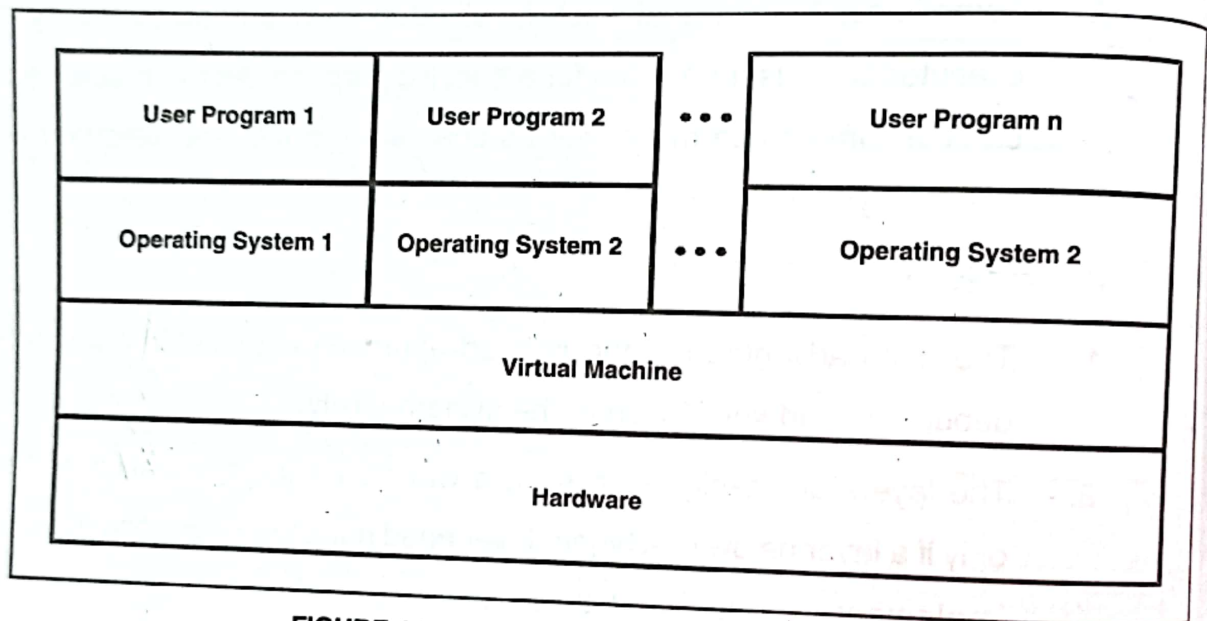 User Program 1 User Program 2 ••• User Program n
Operating System 1 Operating System 2 ••• Operating System 2
Virtual Machine
Hardware
FIGURE